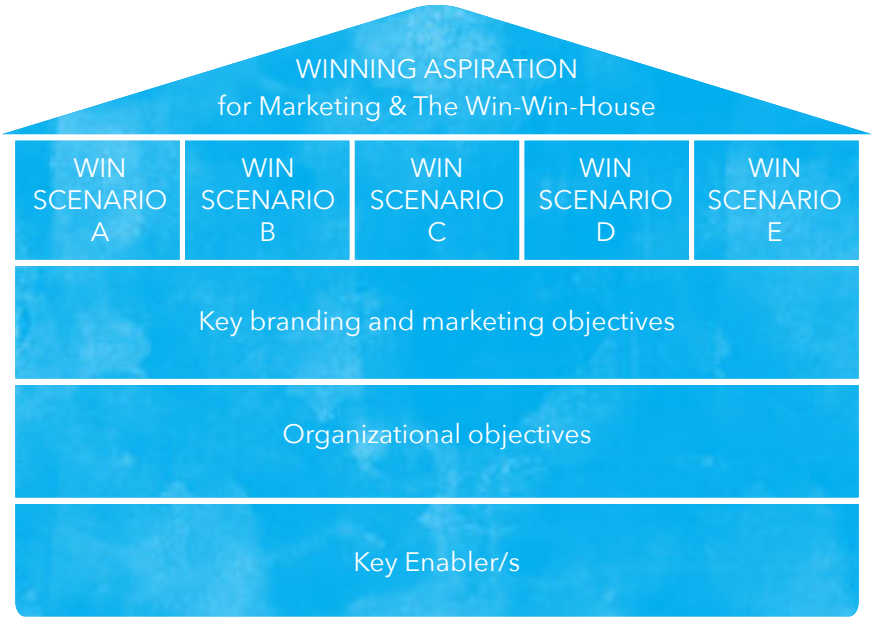 WINNING ASPIRATION
for Marketing & The Win-Win-House
WIN
SCENARIO
A
WIN
SCENARIO
B
WIN
SCENARIO
C
WIN
SCENARIO
D
WIN
SCENARIO
E
Key branding and marketing objectives
Organizational objectives
Key Enabler/s